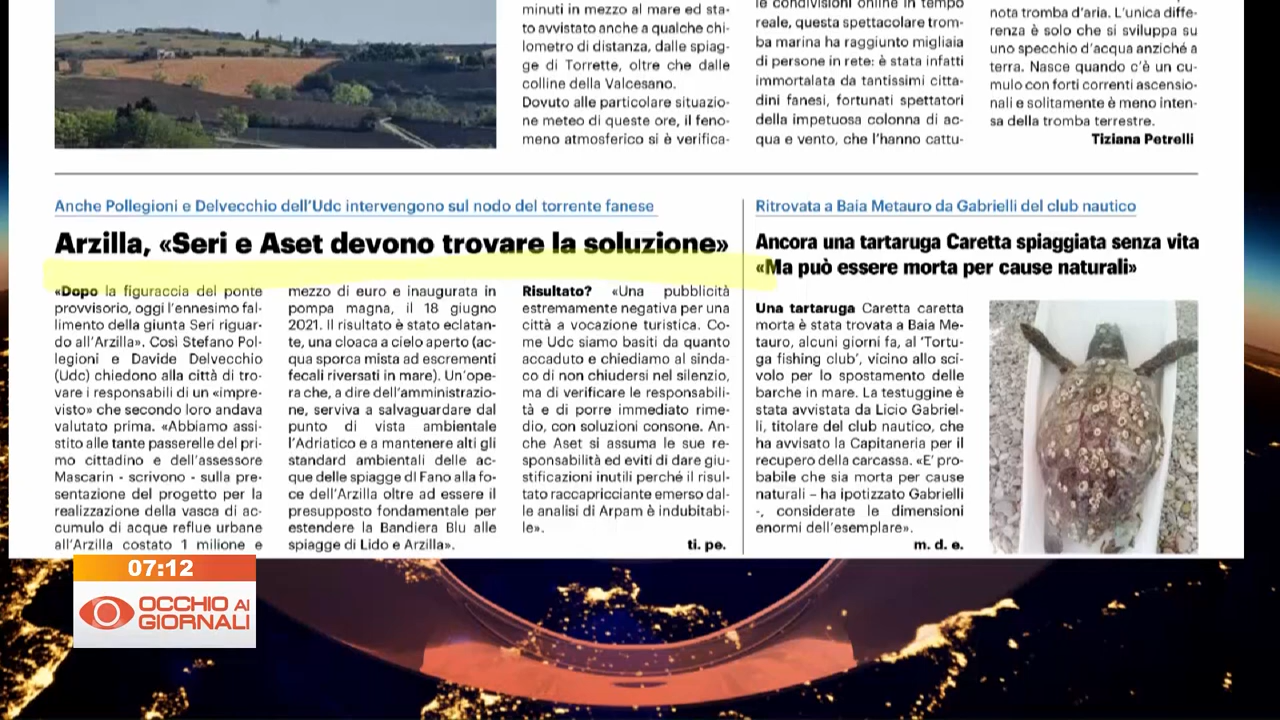 minuti in mezzo al mare ed sta-
to avvistato anche a qualche chi-
lometro di distanza, dalle spiag-
ge di Torrette, oltre che dalle
colline della Valcesano.
Dovuto alle particolare situazio-
ne meteo di queste ore, il feno-
meno atmosferico si è verifica-
le condivisioni online in tempo
reale, questa spettacolare trom-
ba marina ha raggiunto migliaia
di persone in rete: è stata infatti
immortalata da tantissimi citta-
dini fanesi, fortunati spettatori
della impetuosa colonna di ac-
qua e vento, che l'hanno cattu-
nota tromba d'aria. L'unica diffe-
renza è solo che si sviluppa su
uno specchio d'acqua anziché a
terra. Nasce quando c'è un cu-
mulo con forti correnti ascensio-
nali e solitamente è meno inten-
sa della tromba terrestre.
Tiziana Petrelli
Anche Pollegioni e Delvecchio dell'Udc intervengono sul nodo del torrente fanese
Arzilla, «Seri e Aset devono trovare la soluzione»
«Dopo la figuraccia del ponte
provvisorio, oggi l'ennesimo fal-
limento della giunta Seri riguar-
do all'Arzilla». Così Stefano Pol-
legioni e Davide Delvecchio
(Udc) chiedono alla città di tro-
vare i responsabili di un «impre-
visto» che secondo loro andava
valutato prima. «Abbiamo assi-
stito alle tante passerelle del pri-
mo cittadino e dell'assessore
Mascarin - scrivono - sulla pre-
sentazione del progetto per la
realizzazione della vasca di ac-
cumulo di acque reflue urbane
all'Arzilla costato 1 milione e
mezzo di euro e inaugurata in
pompa magna, il 18 giugno
2021. Il risultato è stato eclatan-
te, una cloaca a cielo aperto (ac-
qua sporca mista ad escrementi
fecali riversati in mare). Un'ope-
ra che, a dire dell'amministrazio-
ne, serviva a salvaguardare dal
punto di vista ambientale
l'Adriatico e a mantenere alti gli
standard ambientali delle ac-
que delle spiagge di Fano alla fo-
ce dell'Arzilla oltre ad essere il
presupposto fondamentale per
estendere la Bandiera Blu alle
spiagge di Lido e Arzilla».
Risultato? «Una pubblicità
estremamente negativa per una
città a vocazione turistica. Co-
me Udc siamo basiti da quanto
accaduto e chiediamo al sinda-
co di non chiudersi nel silenzio,
ma di verificare le responsabili-
tà e di porre immediato rime-
dio, con soluzioni consone. An-
che Aset si assuma le sue re-
sponsabilità ed eviti di dare giu-
stificazioni inutili perché il risul-
tato raccapricciante emerso dal-
le analisi di Arpam è indubitabi-
le».
ti. pe.
Ritrovata a Baia Metauro da Gabrielli del club nautico
Ancora una tartaruga Caretta spiaggiata senza vita
«Ma può essere morta per cause naturali»
Una tartaruga Caretta caretta
morta è stata trovata a Baia Me-
tauro, alcuni giorni fa, al 'Tortu-
ga fishing club', vicino allo sci-
volo per lo spostamento delle
barche in mare. La testuggine è
stata avvistata da Licio Gabriel-
li, titolare del club nautico, che
ha avvisato la Capitaneria per il
recupero della carcassa. «E' pro-
babile che sia morta per cause
naturali – ha ipotizzato Gabrielli
-, considerate le dimensioni
enormi dell'esemplare».
m. d. e.
07:12
OCCHIO AI
GIORNALI